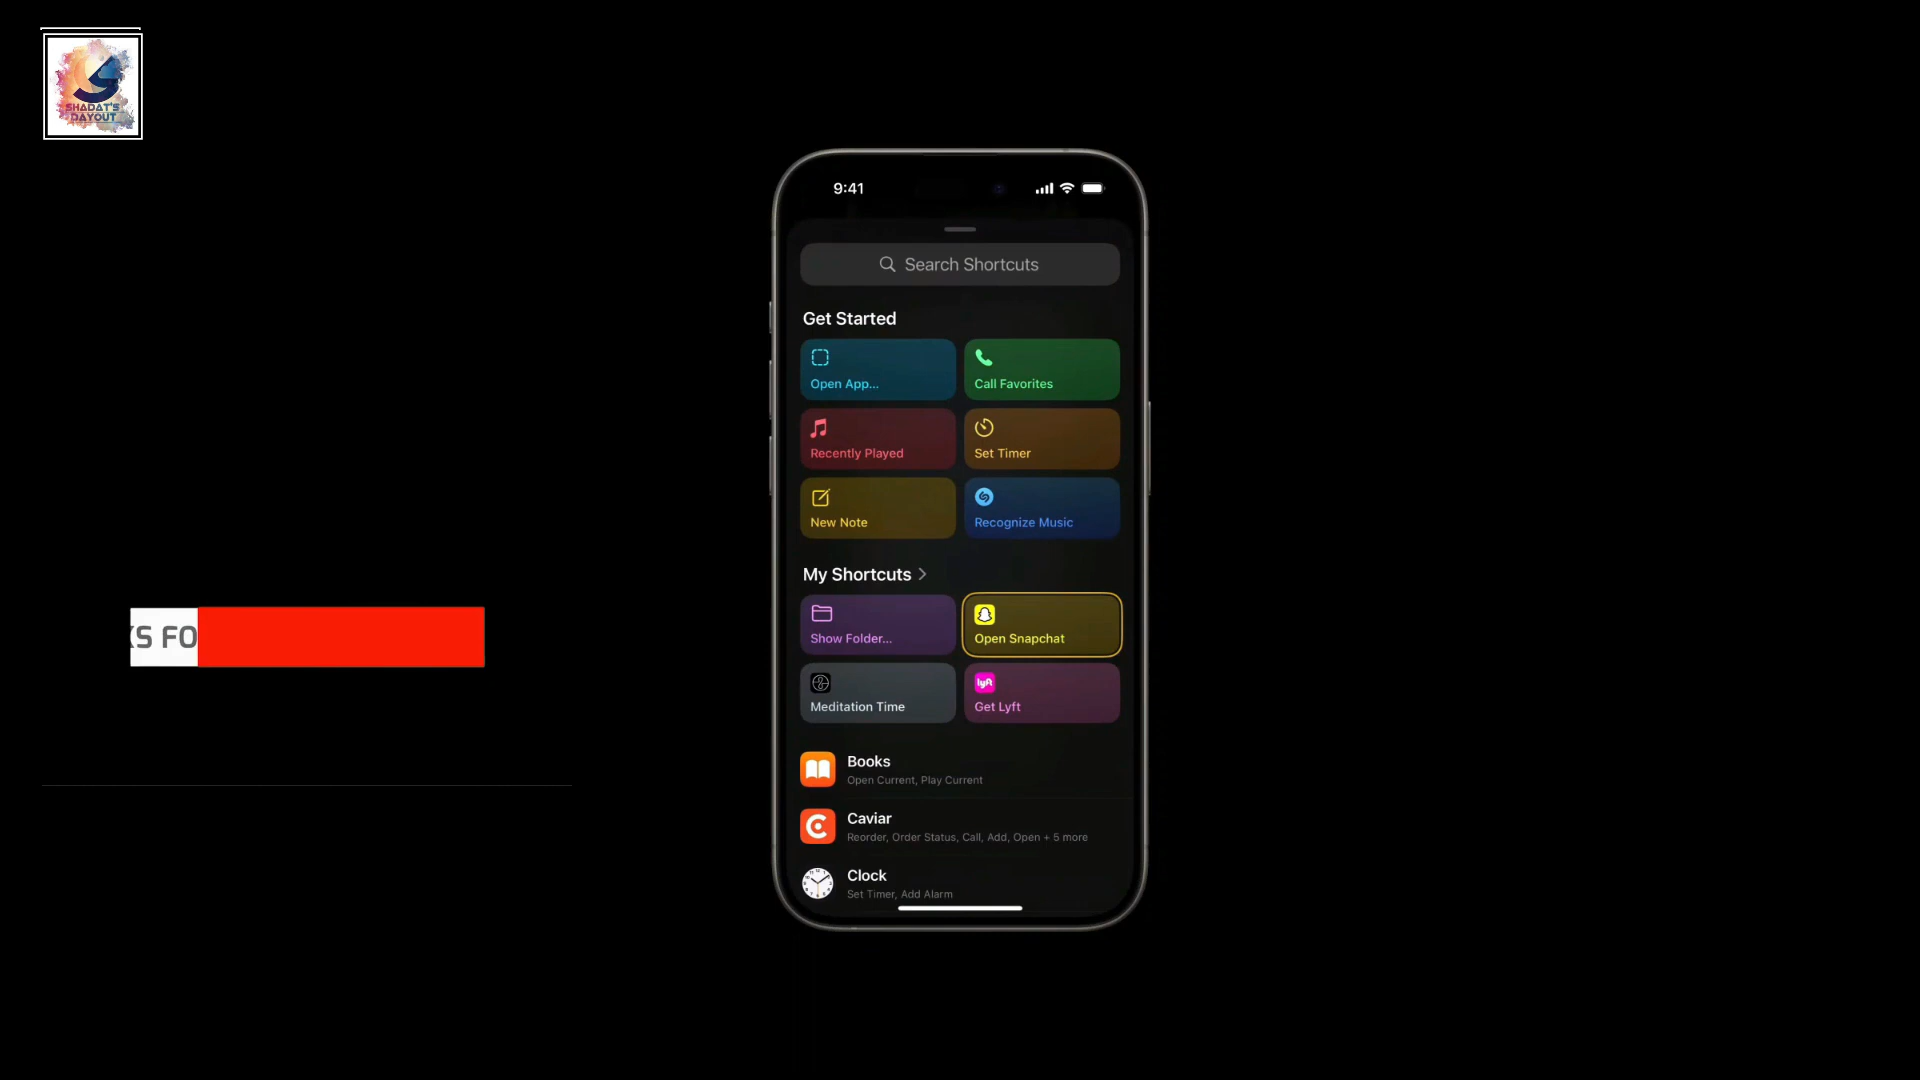 SHADAT'S
DAYOUT
9:41
Search Shortcuts
Get Started
Open App...
Call Favorites
Recently Played
Set Timer
New Note
Recognize Music
My Shortcuts
Show Folder...
Open Snapchat
lyft
Meditation Time
Get Lyft
Books
Open Current, Play Current
Caviar
Reorder, Order Status, Call, Add, Open + 5 more
Clock
Set Timer, Add Alarm
S FO